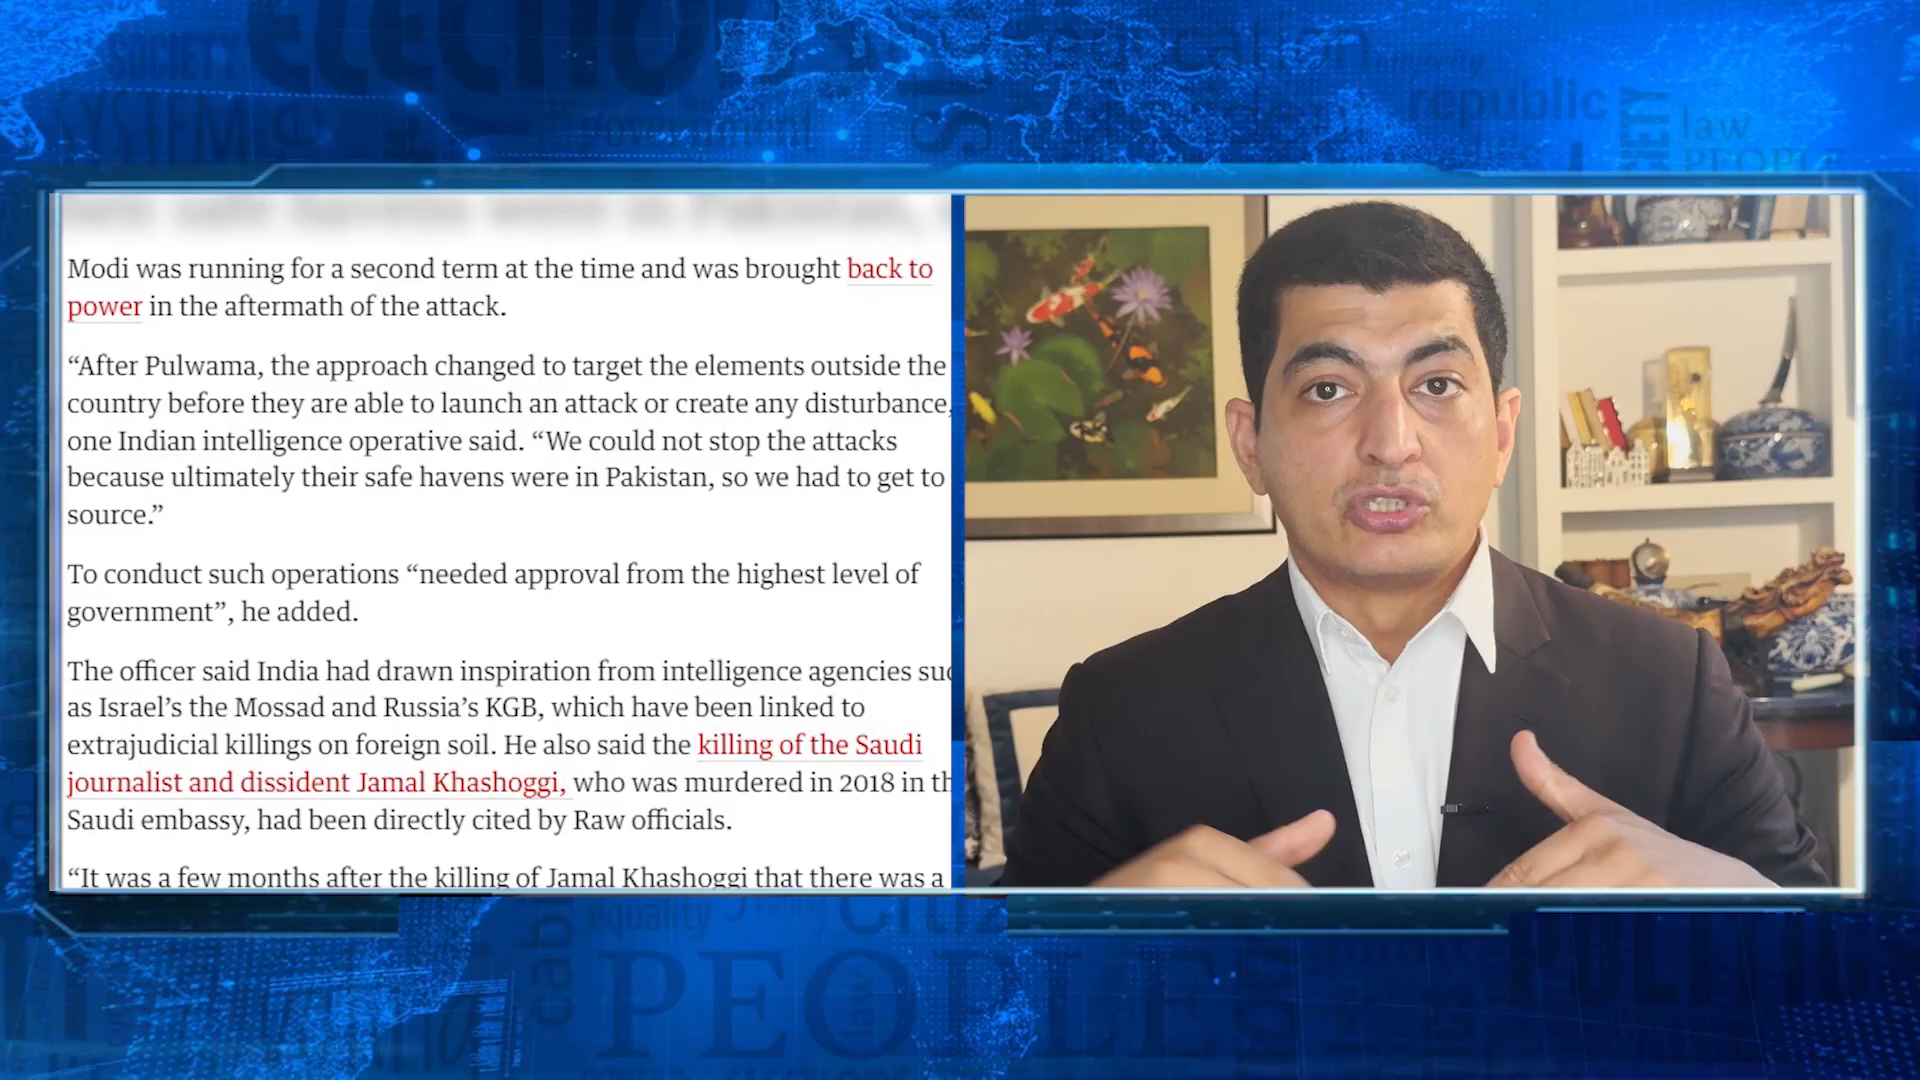 SOCIETY
ELECTION
SYSTEM
government
republic
law
PEOPLE
Modi was running for a second term at the time and was brought back to
power in the aftermath of the attack.
“After Pulwama, the approach changed to target the elements outside the
country before they are able to launch an attack or create any disturbance,
one Indian intelligence operative said. “We could not stop the attacks
because ultimately their safe havens were in Pakistan, so we had to get to
source.”
To conduct such operations “needed approval from the highest level of
government”, he added.
The officer said India had drawn inspiration from intelligence agencies suc
as Israel’s the Mossad and Russia’s KGB, which have been linked to
extrajudicial killings on foreign soil. He also said the killing of the Saudi
journalist and dissident Jamal Khashoggi, who was murdered in 2018 in th
Saudi embassy, had been directly cited by Raw officials.
“It was a few months after the killing of Jamal Khashoggi that there was a
equality
PEOPLE